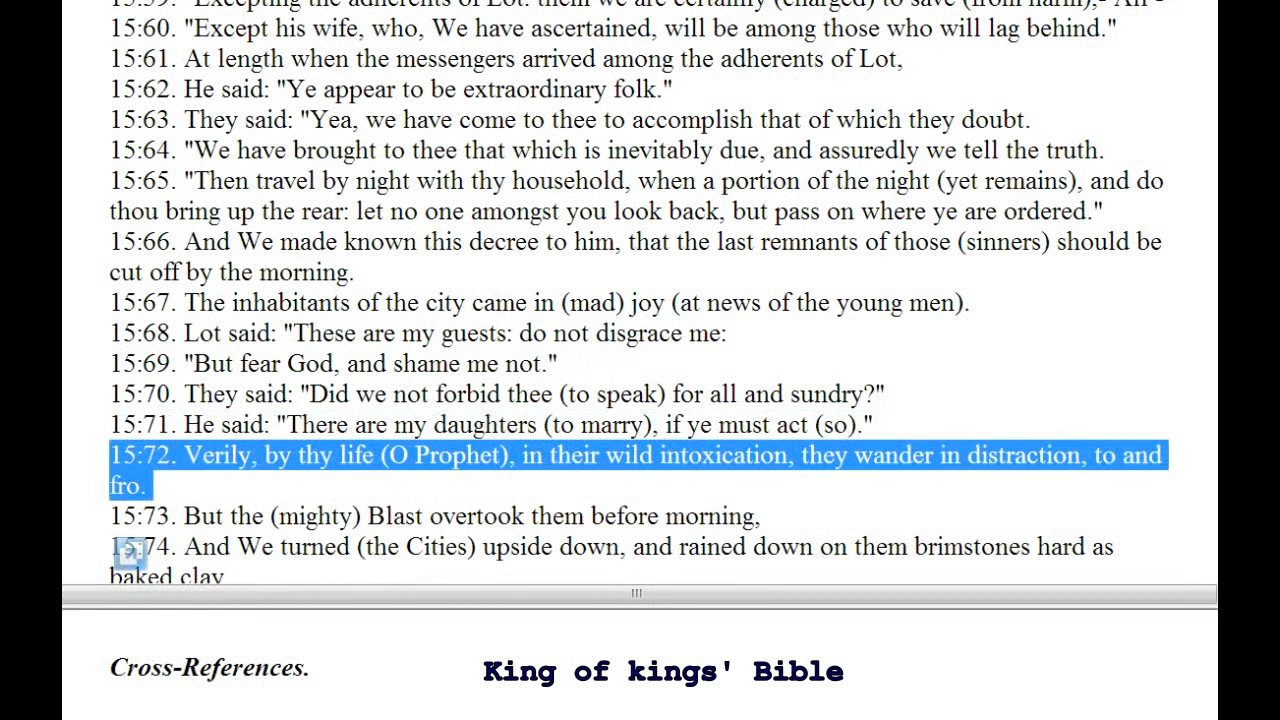 15:60. "Except his wife, who, We have ascertained, will be among those who will lag behind."
15:61. At length when the messengers arrived among the adherents of Lot,
15:62. He said: "Ye appear to be extraordinary folk."
15:63. They said: "Yea, we have come to thee to accomplish that of which they doubt.
15:64. "We have brought to thee that which is inevitably due, and assuredly we tell the truth.
15:65. "Then travel by night with thy household, when a portion of the night (yet remains), and do
thou bring up the rear: let no one amongst you look back, but pass on where ye are ordered."
15:66. And We made known this decree to him, that the last remnants of those (sinners) should be
cut off by the morning.
15:67. The inhabitants of the city came in (mad) joy (at news of the young men).
15:68. Lot said: "These are my guests: do not disgrace me:
15:69. "But fear God, and shame me not."
15:70. They said: "Did we not forbid thee (to speak) for all and sundry?"
15:71. He said: "There are my daughters (to marry), if ye must act (so)."
15:72. Verily, by thy life (O Prophet), in their wild intoxication, they wander in distraction, to and
fro.
15:73. But the (mighty) Blast overtook them before morning,
15:74. And We turned (the Cities) upside down, and rained down on them brimstones hard as
baked clay
Cross-References.
King of kings' Bible